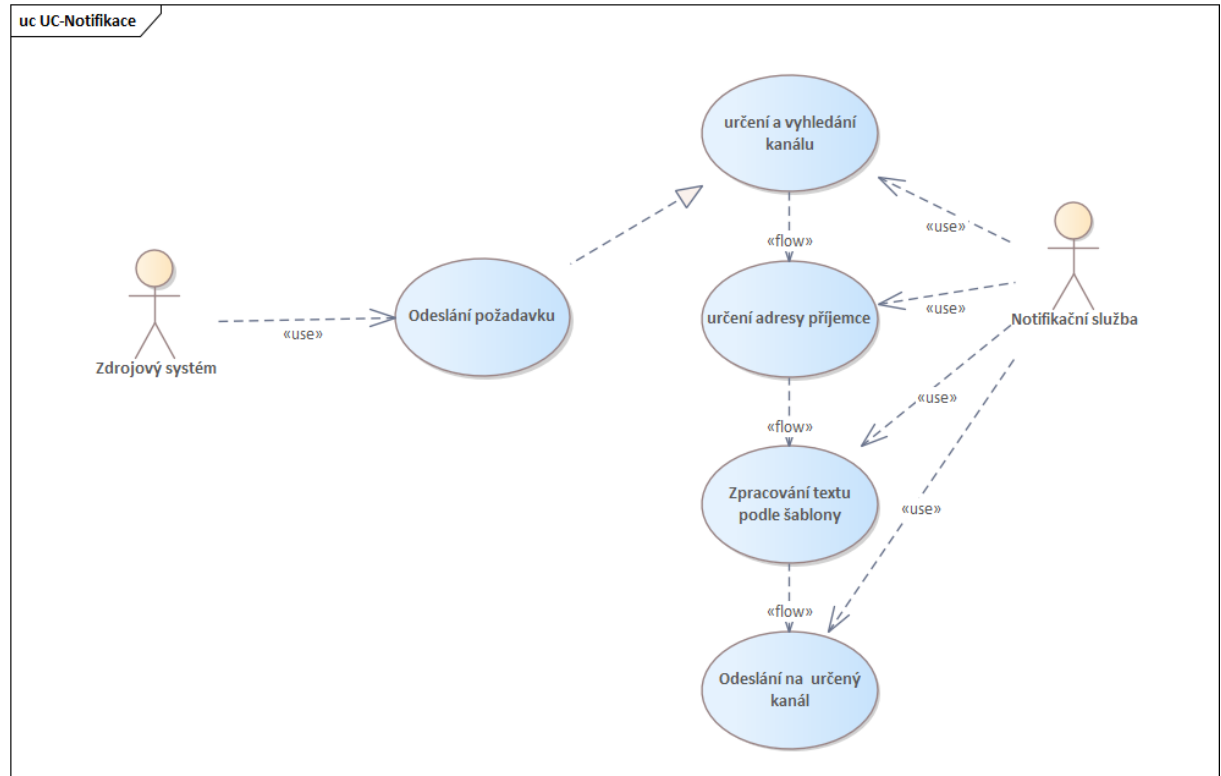 uc UC-Notifikace
určení a vyhledání
kanálu
«flow»
«use»
Odeslání požadavku
«use»
Zdrojový systém
určení adresy příjemce
«use»
Notifikační služba
«flow»
«use»
Zpracování textu
podle šablony
«use»
«flow»
Odeslání na  určený
kanál